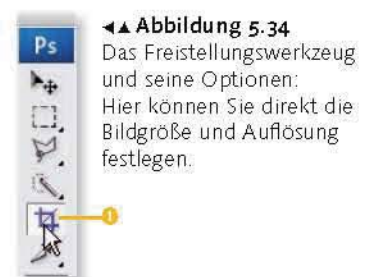 Ps
◂▴ Abbildung 5.34
Das Freistellungswerkzeug
und seine Optionen:
Hier können Sie direkt die
Bildgröße und Auflösung
festlegen.
1